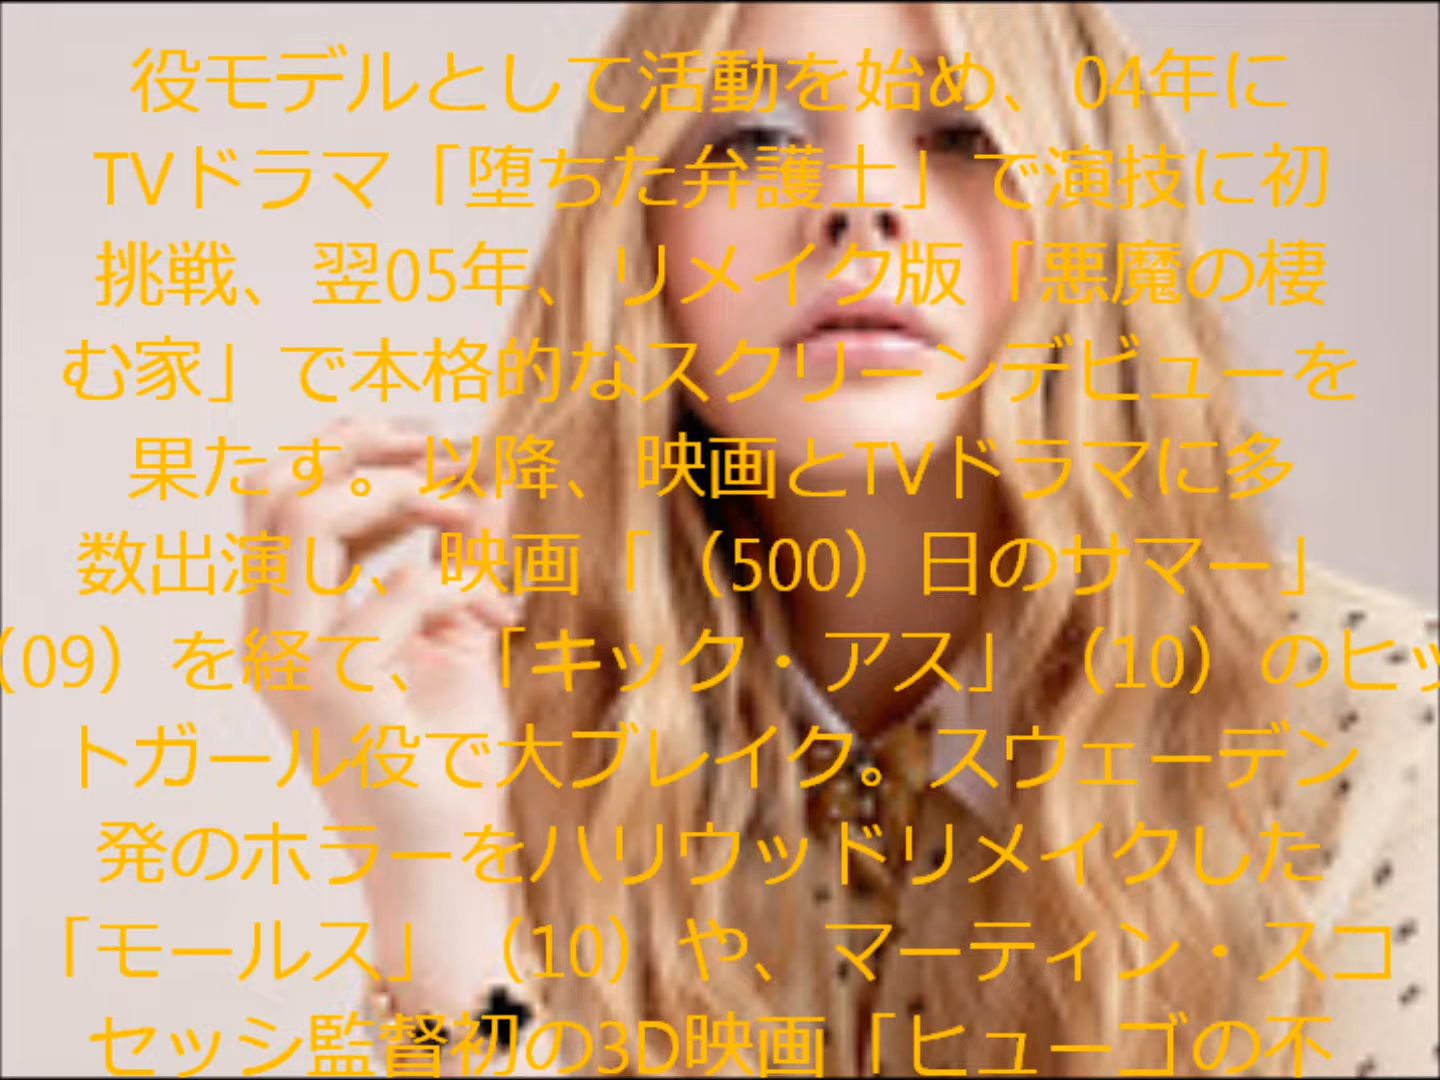 役モデルとして活動を始め、04年に
TVドラマ「堕ちた弁護士」で演技に初
挑戦、翌05年、リメイク版「悪魔の棲
む家」で本格的なスクリーンデビューを
果たす。以降、映画とTVドラマに多
数出演し、映画「（500）日のサマー」
（09）を経て、「キック・アス」（10）のヒッ
トガール役で大ブレイク。スウェーデン
発のホラーをハリウッドリメイクした
「モールス」（10）や、マーティン・スコ
セッシ監督初の3D映画「ヒューゴの不